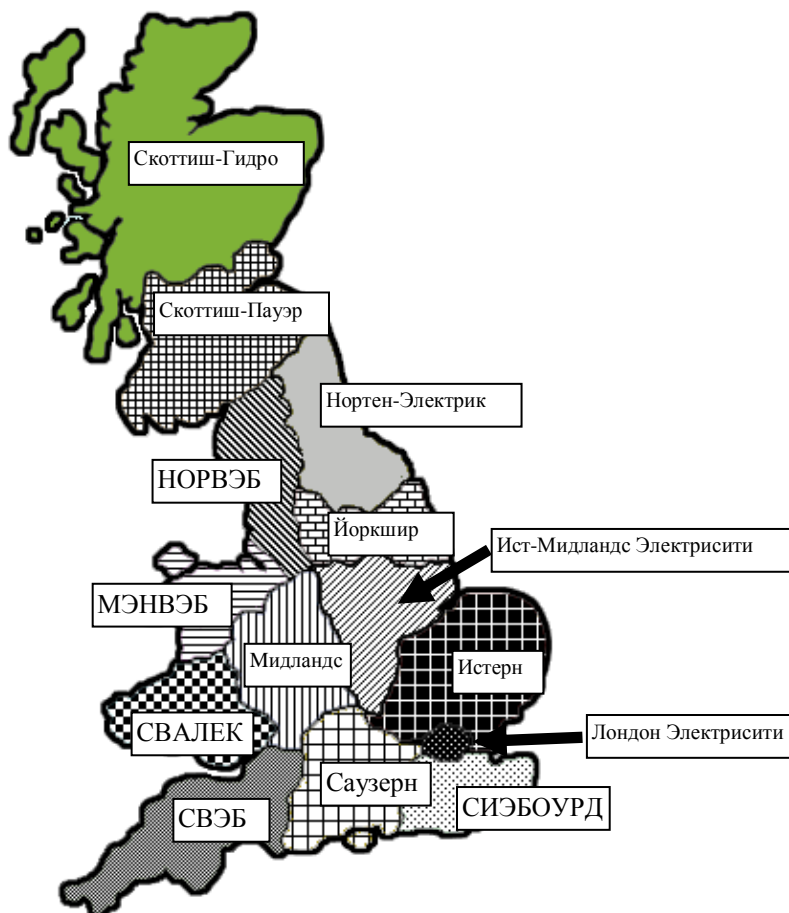 Скоттиш-Гидро
Скоттиш-Пауэр
Нортен-Электрик
НОРВЭБ
Йоркшир
Ист-Мидландс Электрисити
МЭНВЭБ
Мидландс
Истерн
СВАЛЕК
Лондон Электрисити
Саузерн
СИЭБОУРД
СВЭБ